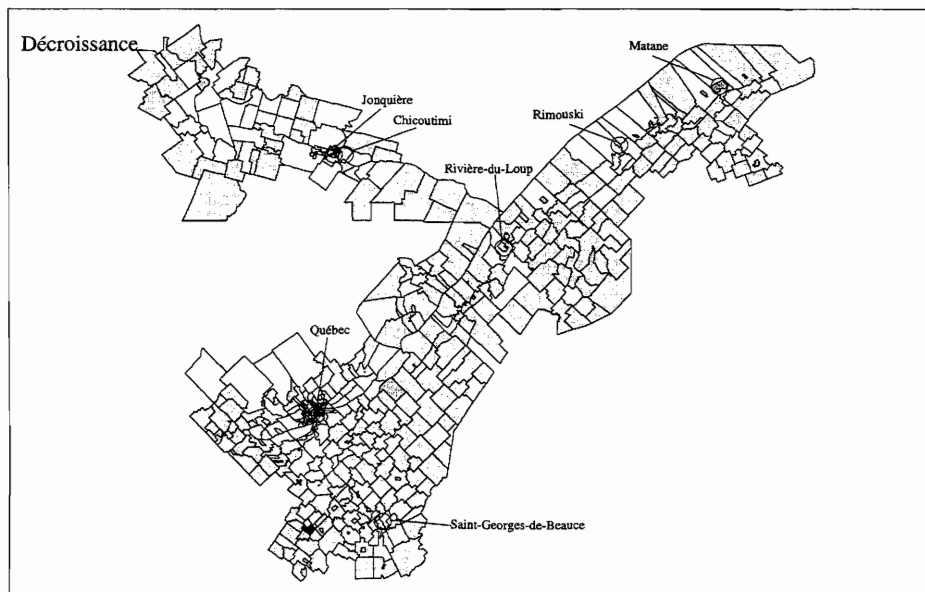 Décroissance
Matane
Jonquière
Rimouski
Chicoutimi
Rivière-du-Loup
Québec
Saint-Georges-de-Beauce